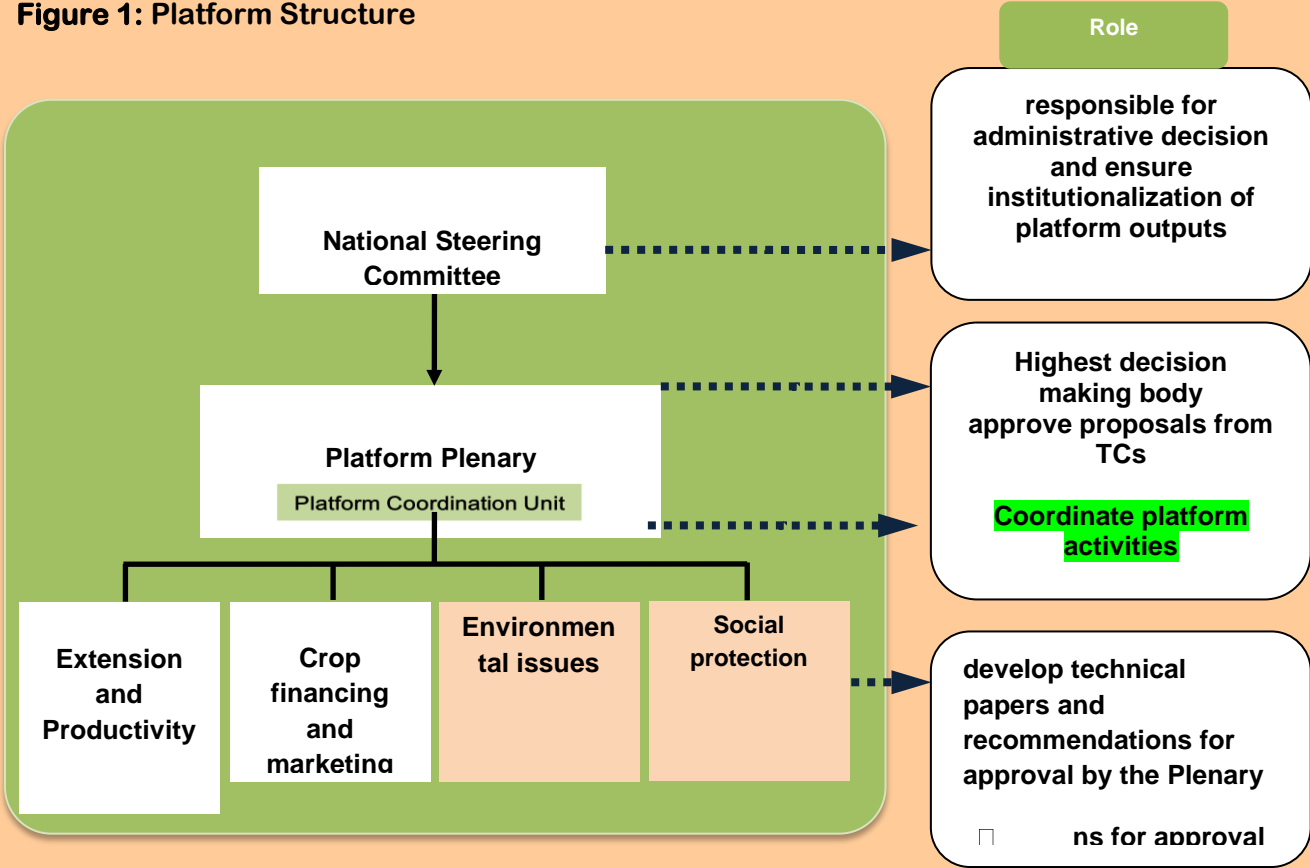 Figure 1: Platform Structure
Role
responsible for
administrative decision
and ensure
institutionalization of
platform outputs
National Steering
Committee
Highest decision
making body
approve proposals from
TCs
Coordinate platform
activities
Platform Plenary
Platform Coordination Unit
Extension
and
Productivity
Crop
financing
and
marketing
Environmen
tal issues
Social
protection
develop technical
papers and
recommendations for
approval by the Plenary
ns for approval